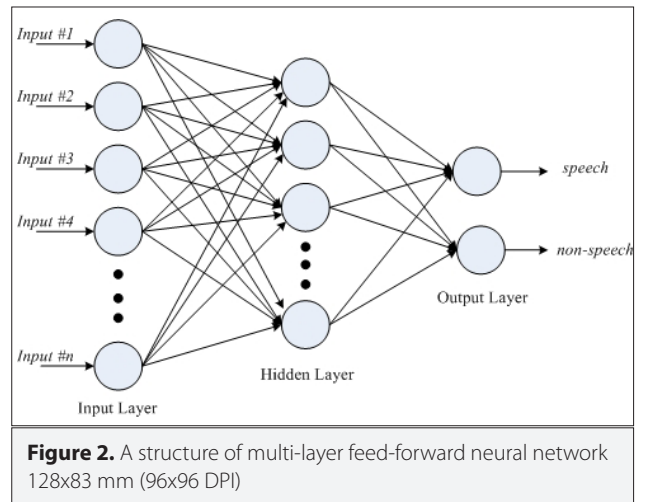 Input #1
Input #2
Input #3
Input #4
Input #n
speech
non-speech
Output Layer
Hidden Layer
Input Layer
Figure 2. A structure of multi-layer feed-forward neural network
128x83 mm (96x96 DPI)